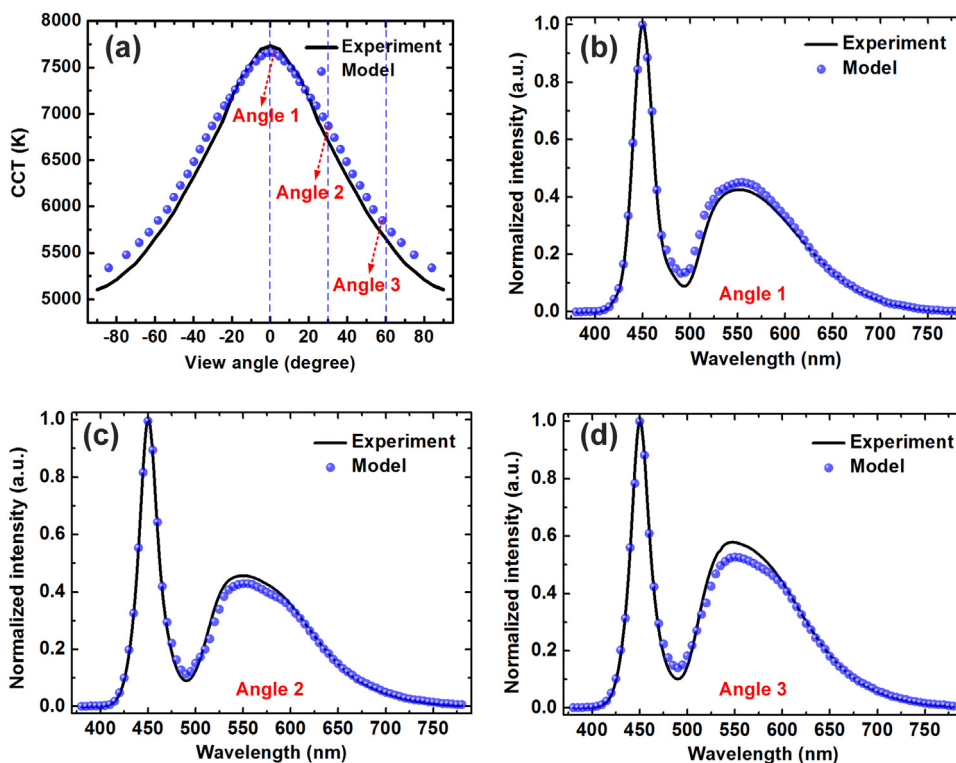 (a)
Experiment
Model
Angle 1
Angle 2
Angle 3
CCT (K)
7500
7000
6500
6000
5500
5000
-80 -60 -40 -20 0 20 40 60 80
View angle (degree)
(b)
Experiment
Model
Angle 1
Normalized intensity (a.u.)
1.0
0.8
0.6
0.4
0.2
0.0
400 450 500 550 600 650 700 750
Wavelength (nm)
(c)
Experiment
Model
Angle 2
Normalized intensity (a.u.)
1.0
0.8
0.6
0.4
0.2
0.0
400 450 500 550 600 650 700 750
Wavelength (nm)
(d)
Experiment
Model
Angle 3
Normalized intensity (a.u.)
1.0
0.8
0.6
0.4
0.2
0.0
400 450 500 550 600 650 700 750
Wavelength (nm)